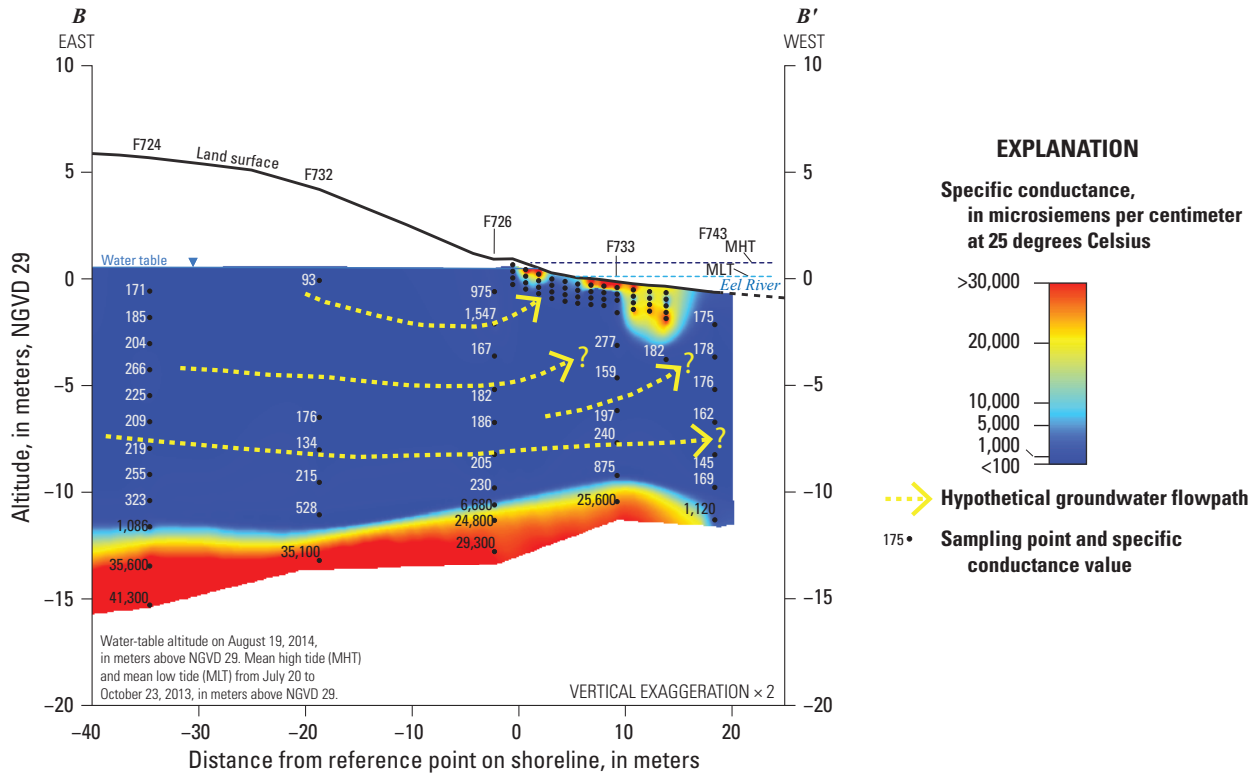 B
EAST
B′
WEST
10
5
0
−5
−10
−15
−20
Altitude, in meters, NGVD 29
10
5
0
−5
−10
−15
−20
F724
Land surface
F732
F726
F733
F743
MHT
MLT
Eel River
Water table
171
185
204
266
225
209
219
255
323
1,086
35,600
41,300
93
176
134
215
528
35,100
975
1,547
167
182
186
205
230
6,680
24,800
29,300
277
159
197
240
875
25,600
182
175
178
176
162
145
169
1,120
?
?
?
Water-table altitude on August 19, 2014,
in meters above NGVD 29. Mean high tide (MHT)
and mean low tide (MLT) from July 20 to
October 23, 2013, in meters above NGVD 29.
VERTICAL EXAGGERATION × 2
−40
−30
−20
−10
0
10
20
Distance from reference point on shoreline, in meters
EXPLANATION
Specific conductance,
in microsiemens per centimeter
at 25 degrees Celsius
>30,000
20,000
10,000
5,000
1,000
<100
Hypothetical groundwater flowpath
175
Sampling point and specific
conductance value